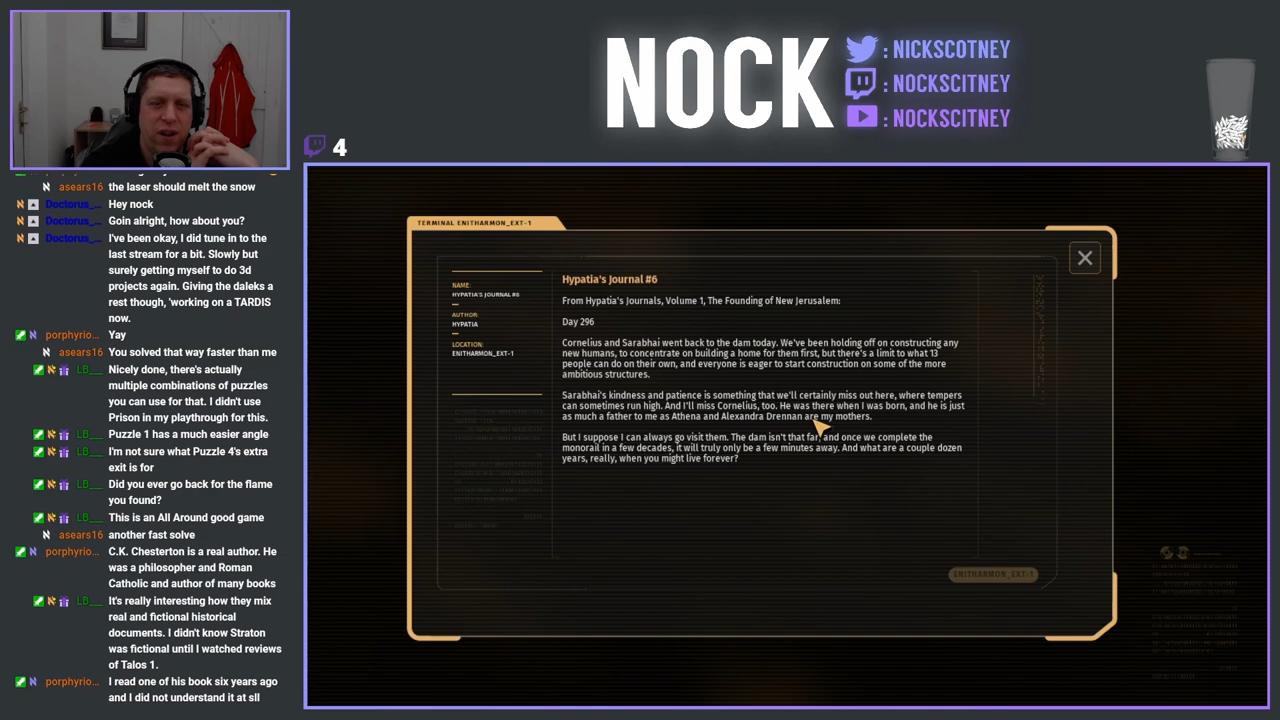 NOCK
: NICKSCOTNEY
: NOCKSCITNEY
: NOCKSCITNEY
4
asears16 the laser should melt the snow
Doctorus_... Hey nock
Doctorus_... Goin alright, how about you?
Doctorus_... I've been okay, I did tune in to the
last stream for a bit. Slowly but
surely getting myself to do 3d
projects again. Giving the daleks a
rest though, 'working on a TARDIS
now.
porphyrio... Yay
asears16 You solved that way faster than me
LB__ Nicely done, there's actually
multiple combinations of puzzles
you can use for that. I didn't use
Prison in my playthrough for this.
LB__ Puzzle 1 has a much easier angle
LB__ I'm not sure what Puzzle 4's extra
exit is for
LB__ Did you ever go back for the flame
you found?
LB__ This is an All Around good game
asears16 another fast solve
porphyrio... C.K. Chesterton is a real author. He
was a philosopher and Roman
Catholic and author of many books
LB__ It's really interesting how they mix
real and fictional historical
documents. I didn't know Straton
was fictional until I watched reviews
of Talos 1.
porphyrio... I read one of his book six years ago
and I did not understand it at sll
TERMINAL ENITHARMON_EXT-1
NAME:
HYPATIA'S JOURNAL #6
AUTHOR:
HYPATIA
LOCATION:
ENITHARMON_EXT-1
Hypatia's Journal #6
From Hypatia's Journals, Volume 1, The Founding of New Jerusalem:
Day 296
Cornelius and Sarabhai went back to the dam today. We've been holding off on constructing any
new humans, to concentrate on building a home for them first, but there's a limit to what 13
people can do on their own, and everyone is eager to start construction on some of the more
ambitious structures.
Sarabhai's kindness and patience is something that we'll certainly miss out here, where tempers
can sometimes run high. And I'll miss Cornelius, too. He was there when I was born, and he is just
as much a father to me as Athena and Alexandra Drennan are my mothers.
But I suppose I can always go visit them. The dam isn't that far, and once we complete the
monorail in a few decades, it will truly only be a few minutes away. And what are a couple dozen
years, really, when you might live forever?
ENITHARMON_EXT-1